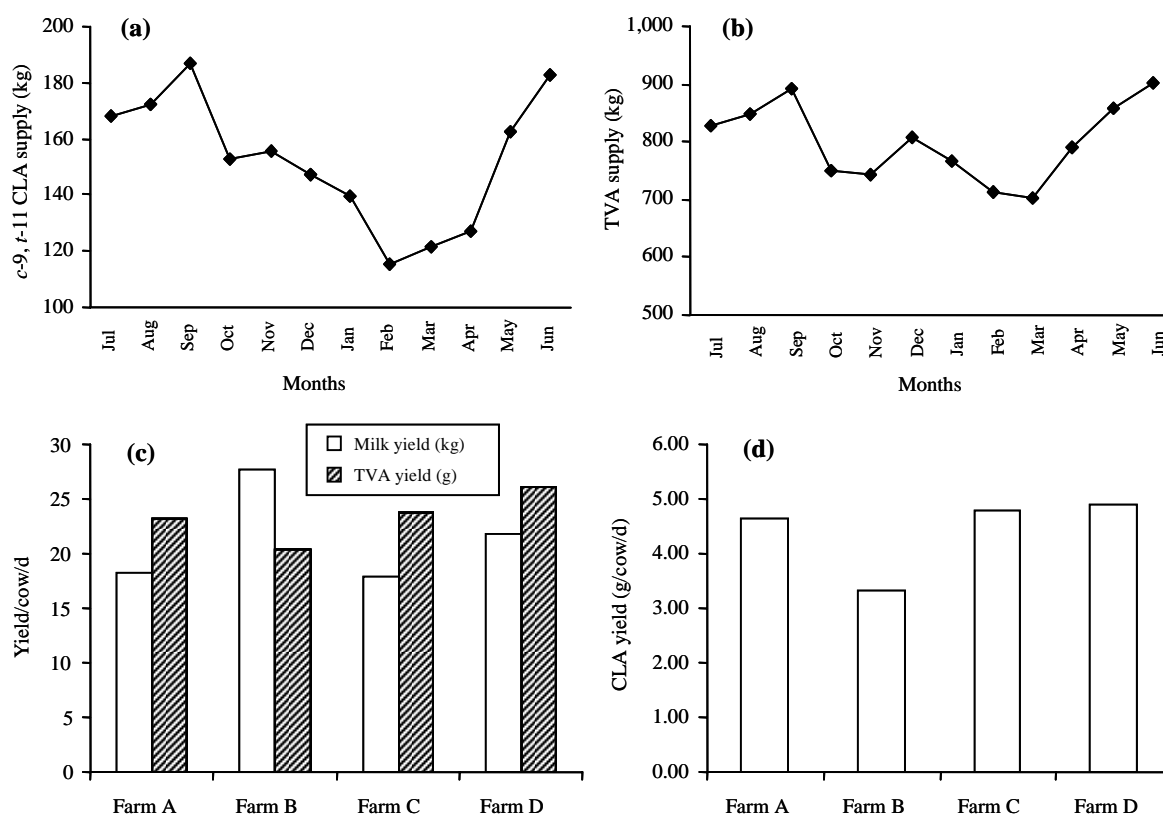 (a)
c-9, t-11 CLA supply (kg)
200
180
160
140
120
100
Jul Aug Sep Oct Nov Dec Jan Feb Mar Apr May Jun
Months
(b)
TVA supply (kg)
1,000
900
800
700
600
500
Jul Aug Sep Oct Nov Dec Jan Feb Mar Apr May Jun
Months
(c)
Milk yield (kg)
TVA yield (g)
Yield/cow/d
30
25
20
15
10
5
0
Farm A Farm B Farm C Farm D
(d)
CLA yield (g/cow/d)
6.00
5.00
4.00
3.00
2.00
1.00
0.00
Farm A Farm B Farm C Farm D